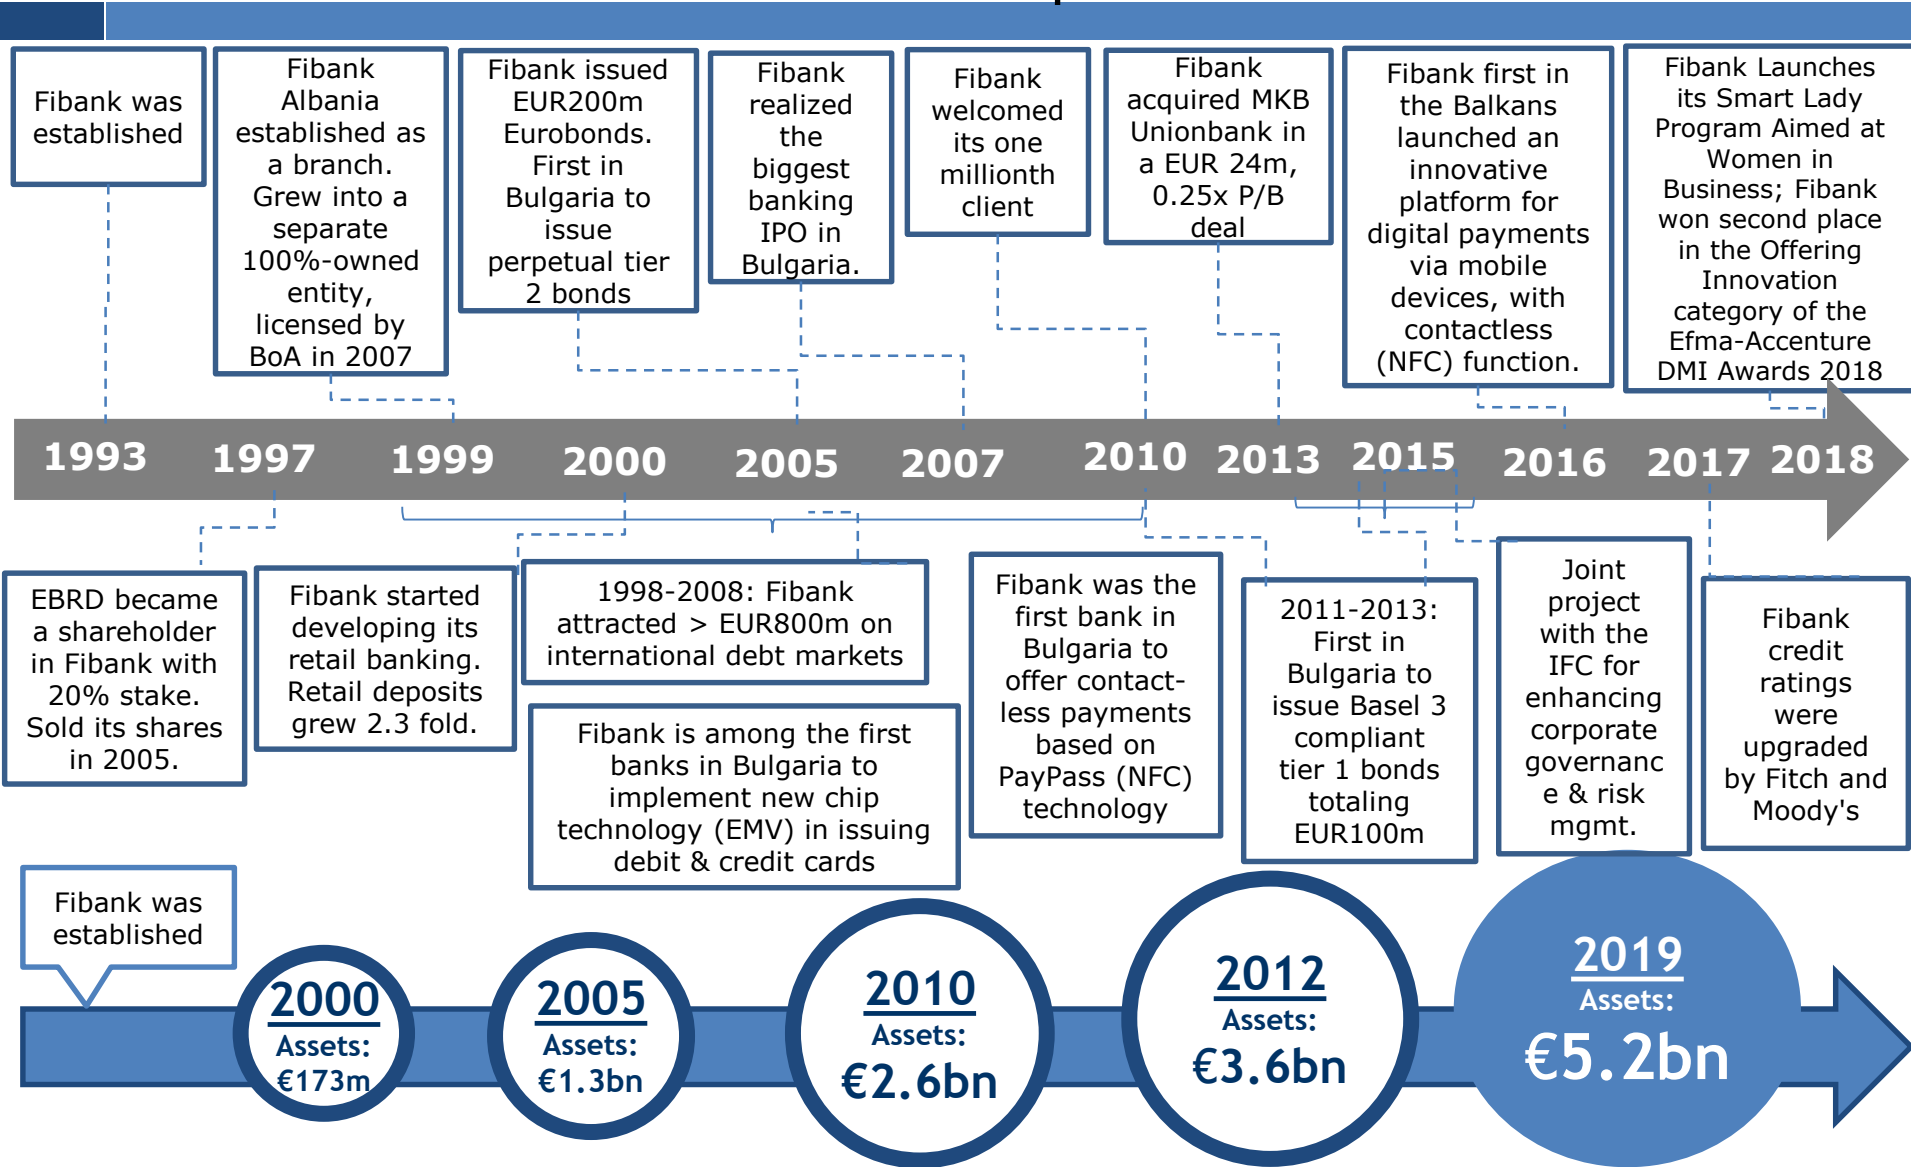 Fibank was
established
Fibank
Albania
established as
a branch.
Grew into a
separate
100%-owned
entity,
licensed by
BoA in 2007
Fibank issued
EUR200m
Eurobonds.
First in
Bulgaria to
issue
perpetual tier
2 bonds
Fibank
realized
the
biggest
banking
IPO in
Bulgaria.
Fibank
welcomed
its one
millionth
client
Fibank
acquired MKB
Unionbank in
a EUR 24m,
0.25x P/B
deal
Fibank first in
the Balkans
launched an
innovative
platform for
digital payments
via mobile
devices, with
contactless
(NFC) function.
Fibank Launches
its Smart Lady
Program Aimed at
Women in
Business; Fibank
won second place
in the Offering
Innovation
category of the
Efma-Accenture
DMI Awards 2018
1993 1997 1999 2000 2005 2007 2010 2013 2015 2016 2017 2018
EBRD became
a shareholder
in Fibank with
20% stake.
Sold its shares
in 2005.
Fibank started
developing its
retail banking.
Retail deposits
grew 2.3 fold.
1998-2008: Fibank
attracted > EUR800m on
international debt markets
Fibank is among the first
banks in Bulgaria to
implement new chip
technology (EMV) in issuing
debit & credit cards
Fibank was the
first bank in
Bulgaria to
offer contact-
less payments
based on
PayPass (NFC)
technology
2011-2013:
First in
Bulgaria to
issue Basel 3
compliant
tier 1 bonds
totaling
EUR100m
Joint
project
with the
IFC for
enhancing
corporate
governanc
e & risk
mgmt.
Fibank
credit
ratings
were
upgraded
by Fitch and
Moody's
Fibank was
established
2000
Assets:
€173m
2005
Assets:
€1.3bn
2010
Assets:
€2.6bn
2012
Assets:
€3.6bn
2019
Assets:
€5.2bn